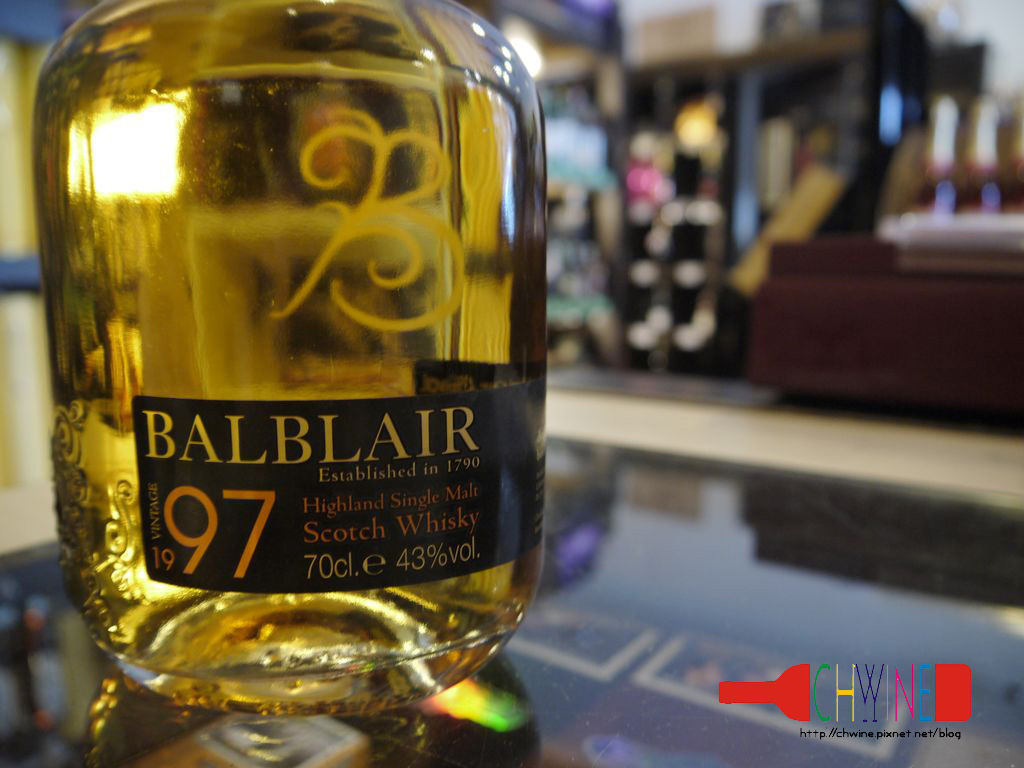 BALBLAIR
Established in 1790
VINTAGE
1997
Highland Single Malt
Scotch Whisky
70cl.e 43%vol.
CHWINE
http://chwine.pixnet.net/blog